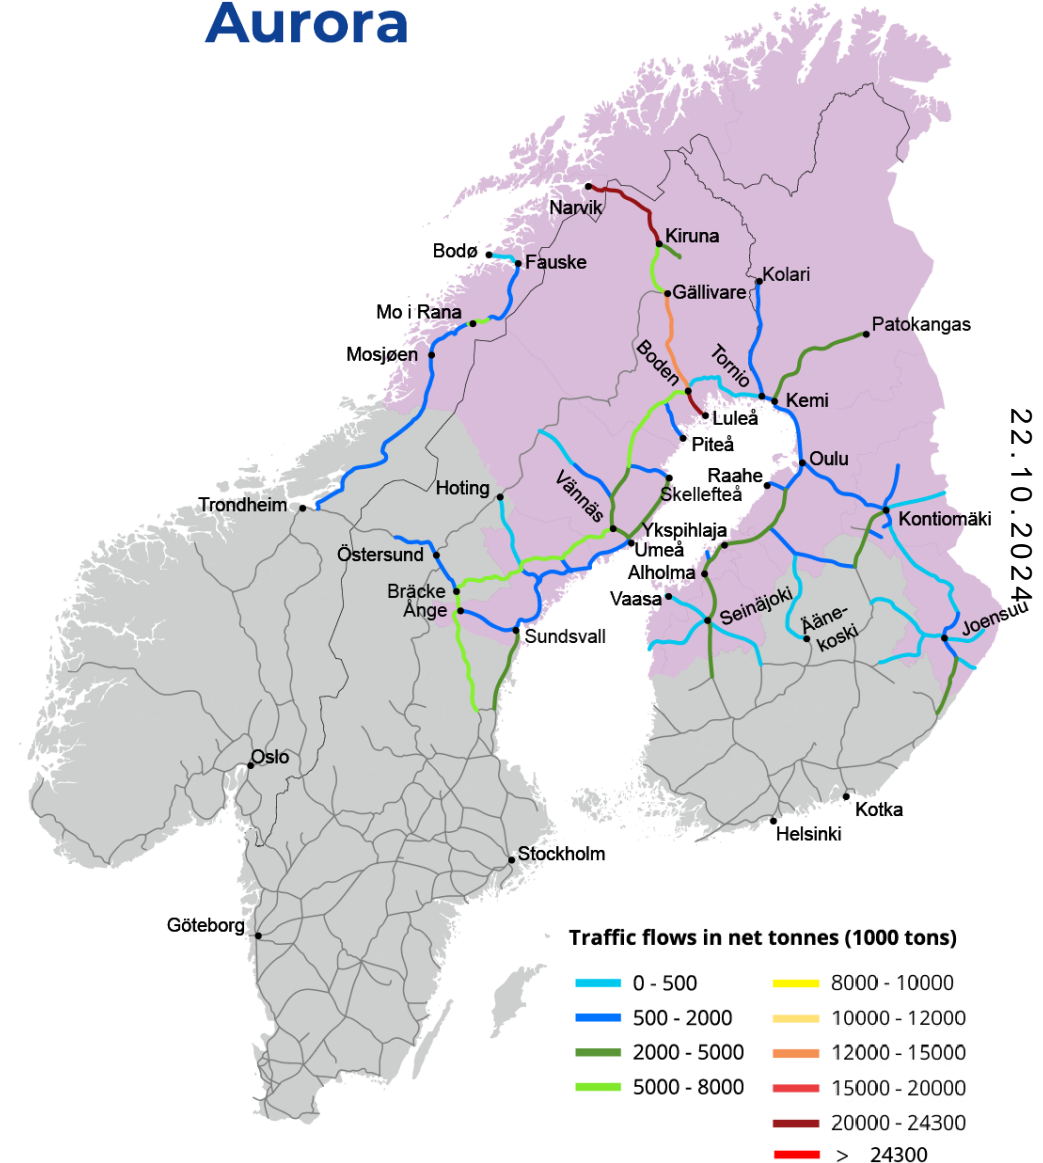 Aurora
Narvik
Kiruna
Bodø
Fauske
Kolari
Gällivare
Mo i Rana
Patokangas
Mosjøen
Boden
Tornio
Kemi
Luleå
Piteå
Oulu
Raahe
Hoting
Vännäs
Skellefteå
Trondheim
Kontiomäki
Ykspihlaja
Umeå
Östersund
Alholma
Bräcke
Vaasa
Ånge
Seinäjoki
Ääne-
koski
Joensuu
Sundsvall
22.10.2024
Oslo
Kotka
Helsinki
Stockholm
Göteborg
Traffic flows in net tonnes (1000 tons)
0 - 500
500 - 2000
2000 - 5000
5000 - 8000
8000 - 10000
10000 - 12000
12000 - 15000
15000 - 20000
20000 - 24300
> 24300